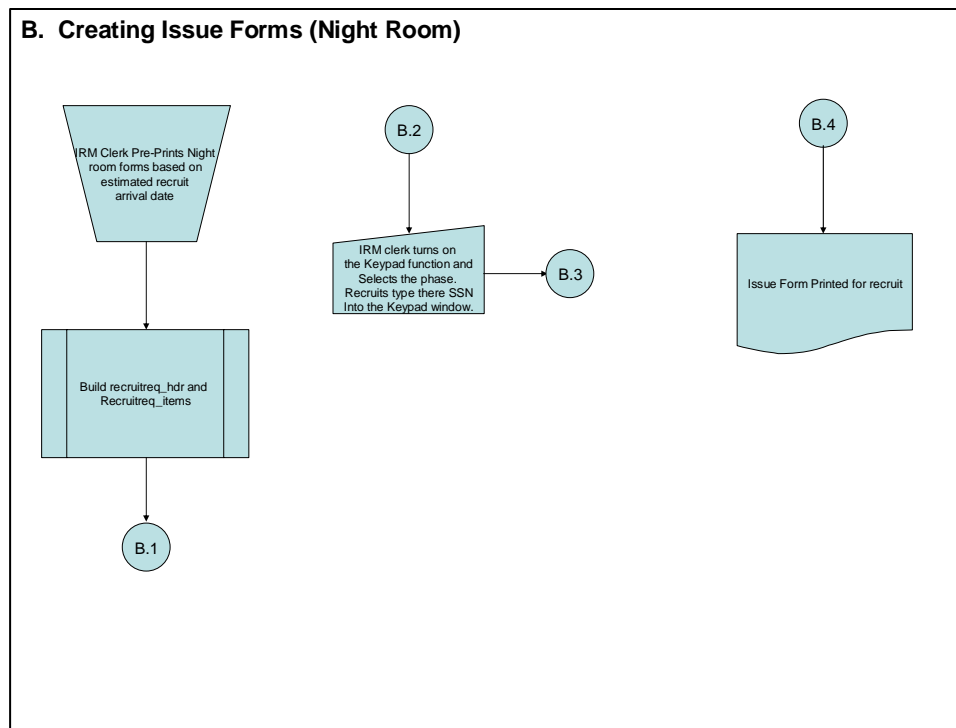 B. Creating Issue Forms (Night Room)
IRM Clerk Pre-Prints Night
room forms based on
estimated recruit
arrival date
Build recruitreq_hdr and
Recruitreq_items
B.1
B.2
IRM clerk turns on
the Keypad function and
Selects the phase.
Recruits type there SSN
Into the Keypad window.
B.3
B.4
Issue Form Printed for recruit